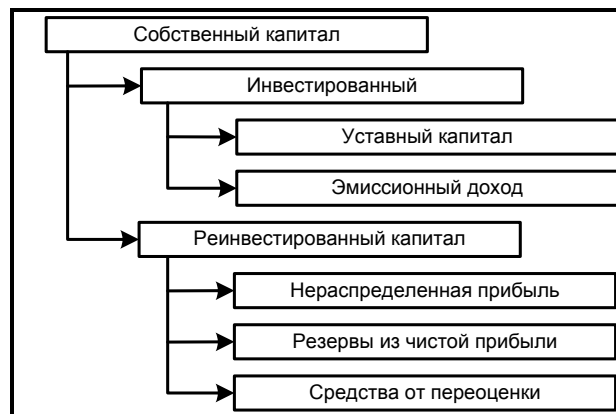 Собственный капитал
Инвестированный
Уставный капитал
Эмиссионный доход
Реинвестированный капитал
Нераспределенная прибыль
Резервы из чистой прибыли
Средства от переоценки